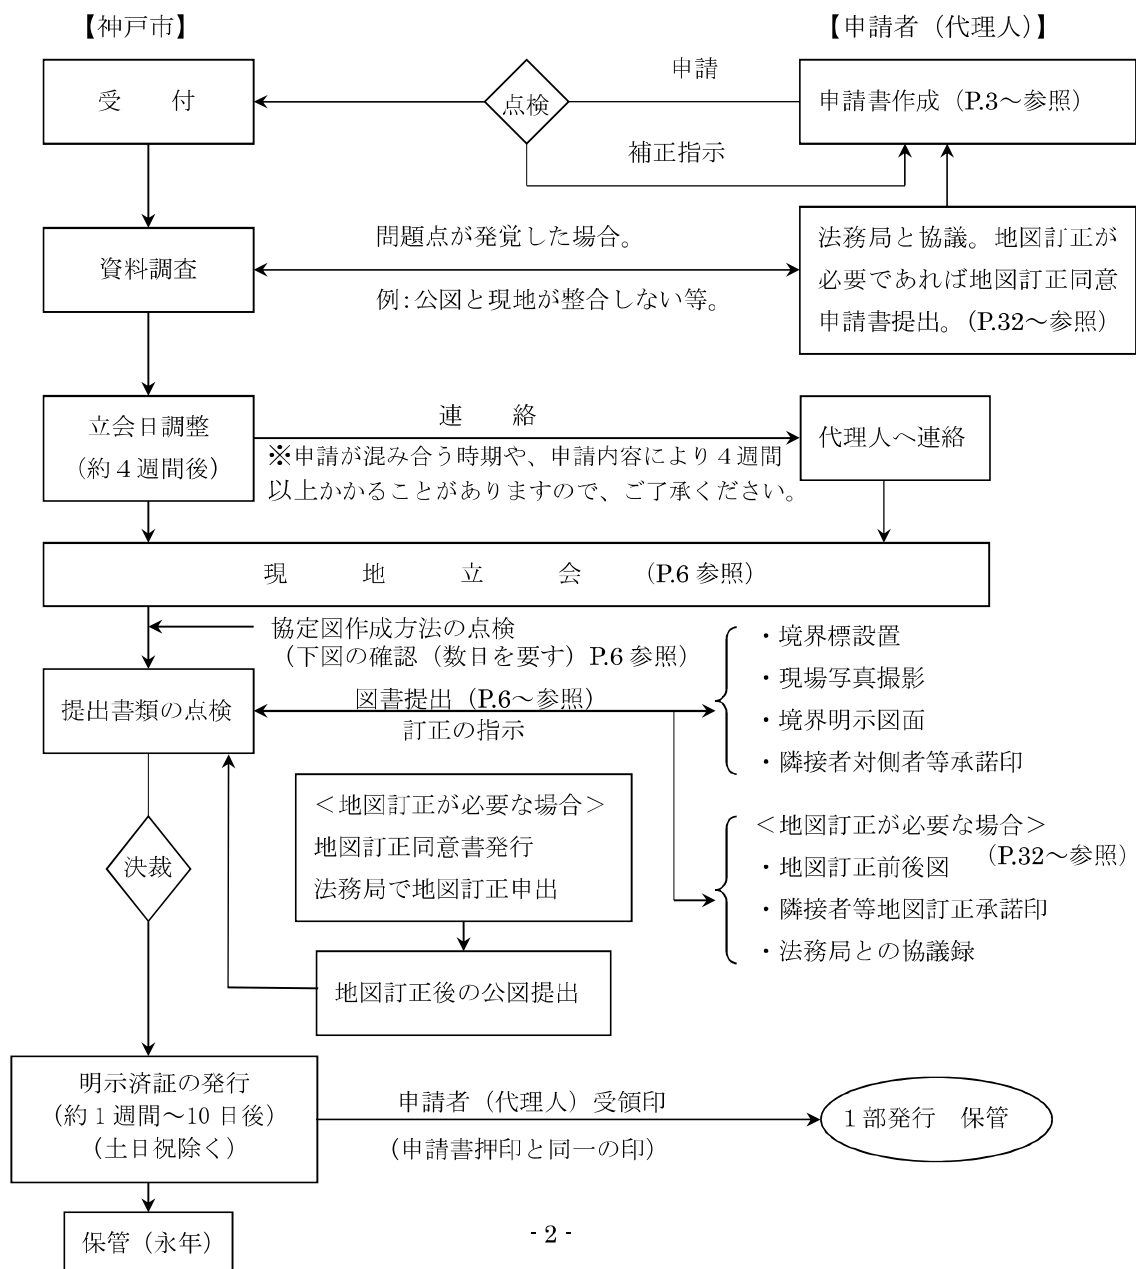 【神戸市】
【申請者（代理人）】
受　　付
点検
申請
申請書作成（P.3～参照）
補正指示
資料調査
問題点が発覚した場合。
例：公図と現地が整合しない等。
法務局と協議。地図訂正が
必要であれば地図訂正同意
申請書提出。（P.32～参照）
立会日調整
（約４週間後）
連　　絡
※申請が混み合う時期や、申請内容により４週間
以上かかることがありますので、ご了承ください。
代理人へ連絡
現　　地　　立　　会　　（P.6 参照）
協定図作成方法の点検
（下図の確認（数日を要す）P.6 参照）
提出書類の点検
図書提出（P.6～参照）
訂正の指示
・境界標設置
・現場写真撮影
・境界明示図面
・隣接者対側者等承諾印
＜地図訂正が必要な場合＞
地図訂正同意書発行
法務局で地図訂正申出
＜地図訂正が必要な場合＞
（P.32～参照）
・地図訂正前後図
・隣接者等地図訂正承諾印
・法務局との協議録
決裁
地図訂正後の公図提出
明示済証の発行
（約１週間～10 日後）
（土日祝除く）
申請者（代理人）受領印
（申請書押印と同一の印）
１部発行　保管
保管（永年）
- 2 -